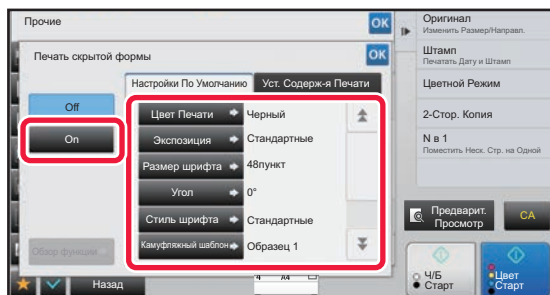 Прочие
OK
Печать скрытой формы
OK
Настройки По Умолчанию
Уст. Содерж-я Печати
Off
On
Цвет Печати
Черный
Экспозиция
Стандартные
Размер шрифта
48пункт
Угол
0°
Стиль шрифта
Стандартные
Камуфляжный шаблон
Образец 1
Обзор функции
Назад
A4
Оригинал
Изменить Размер/Направл.
Штамп
Печатать Дату и Штамп
Цветной Режим
2-Стор. Копия
N в 1
Поместить Неск. Стр. на Одной
Предварит.
Просмотр
CA
Ч/Б
Старт
Цвет
Старт